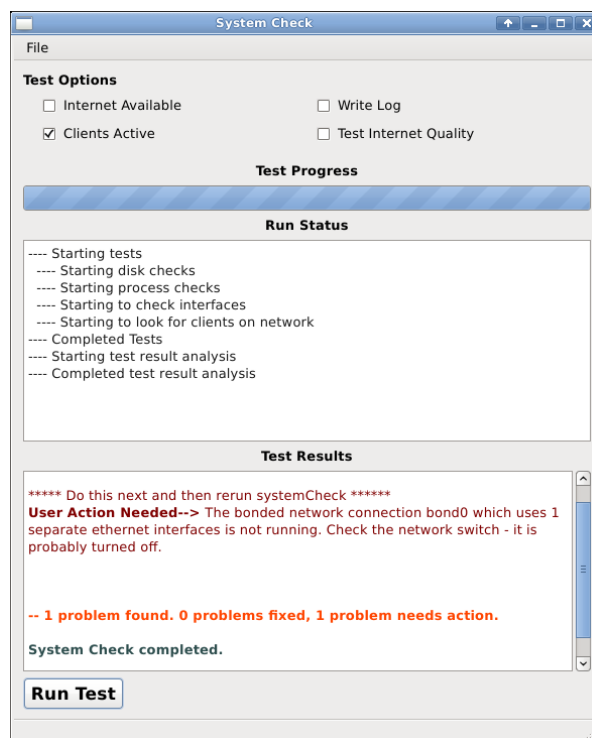 System Check
File
Test Options
Internet Available
Write Log
Clients Active
Test Internet Quality
Test Progress
Run Status
---- Starting tests
---- Starting disk checks
---- Starting process checks
---- Starting to check interfaces
---- Starting to look for clients on network
---- Completed Tests
---- Starting test result analysis
---- Completed test result analysis
Test Results
***** Do this next and then rerun systemCheck ******
User Action Needed--> The bonded network connection bond0 which uses 1
separate ethernet interfaces is not running. Check the network switch - it is
probably turned off.
-- 1 problem found. 0 problems fixed, 1 problem needs action.
System Check completed.
Run Test